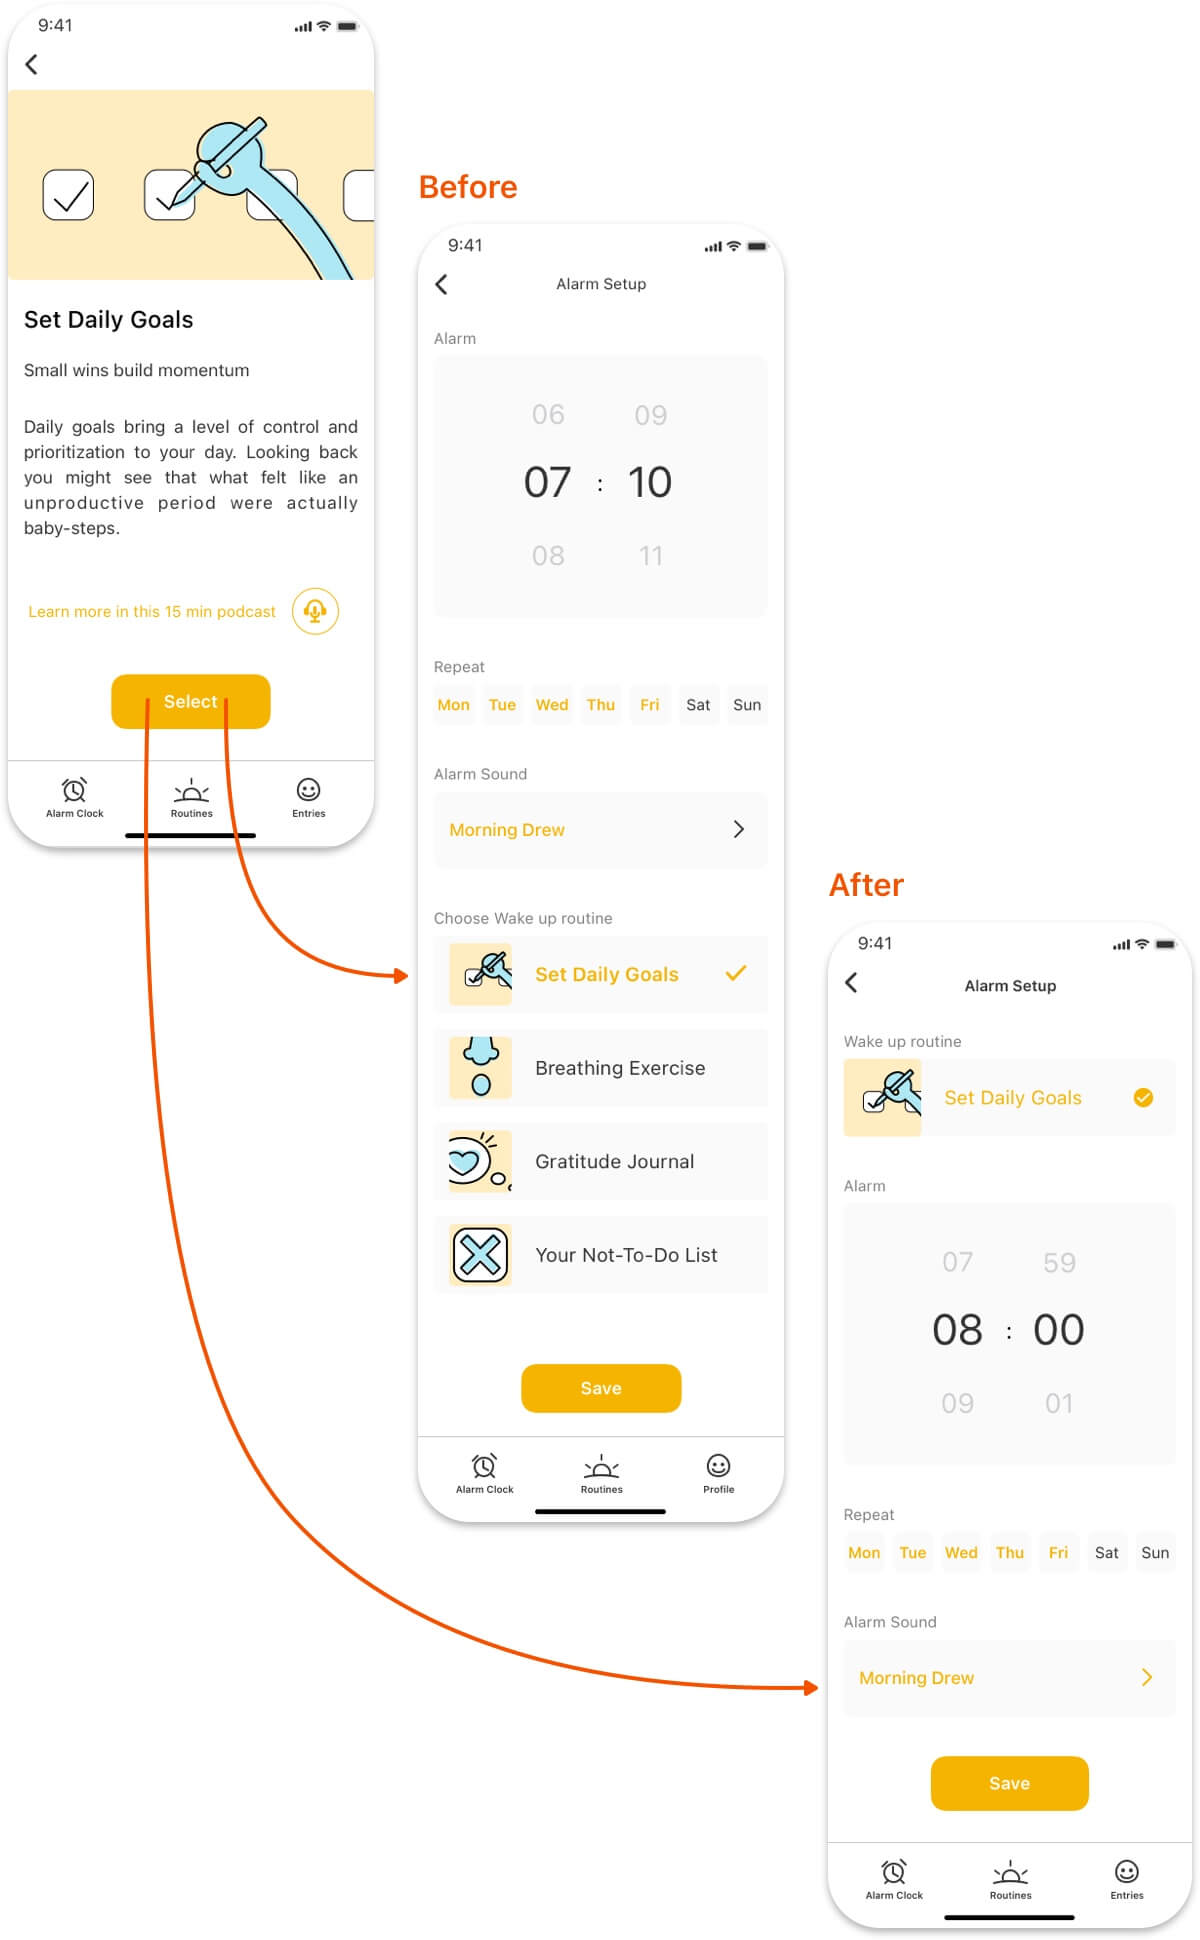 9:41
Set Daily Goals
Small wins build momentum
Daily goals bring a level of control and
prioritization to your day. Looking back
you might see that what felt like an
unproductive period were actually
baby-steps.
Learn more in this 15 min podcast
Select
Alarm Clock Routines Entries
Before
9:41
Alarm Setup
Alarm
06 09
07 : 10
08 11
Repeat
Mon Tue Wed Thu Fri Sat Sun
Alarm Sound
Morning Drew
Choose Wake up routine
Set Daily Goals
Breathing Exercise
Gratitude Journal
Your Not-To-Do List
Save
Alarm Clock Routines Profile
After
9:41
Alarm Setup
Wake up routine
Set Daily Goals
Alarm
07 59
08 : 00
09 01
Repeat
Mon Tue Wed Thu Fri Sat Sun
Alarm Sound
Morning Drew
Save
Alarm Clock Routines Entries